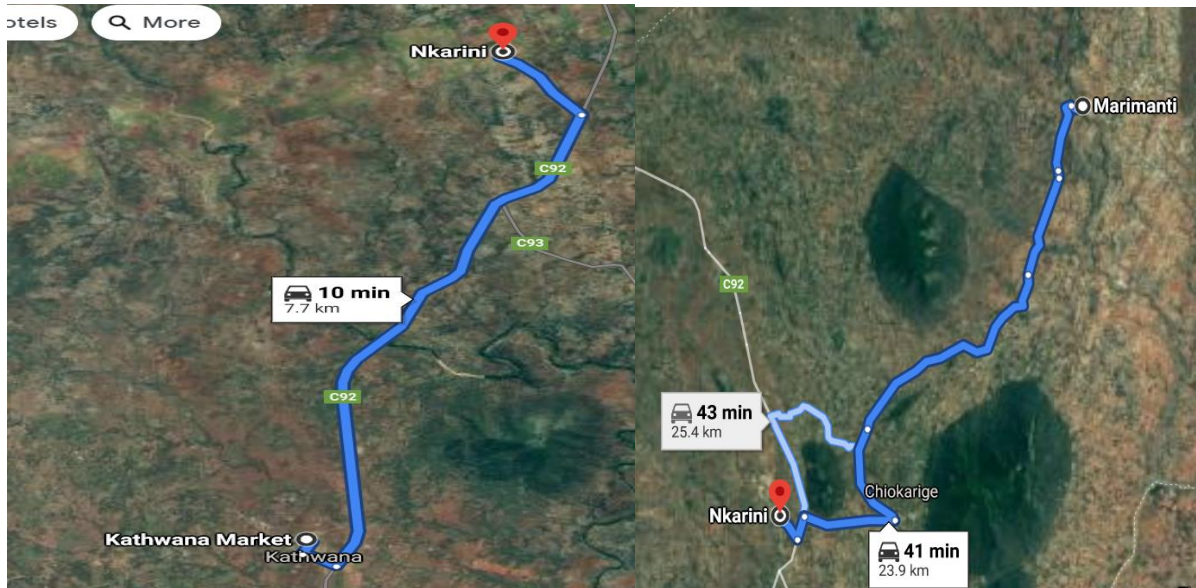 otels
More
Nkarini
C92
C93
10 min
7.7 km
C92
Kathwana Market
Kathwana
Marimanti
C92
43 min
25.4 km
Chiokarige
Nkarini
41 min
23.9 km